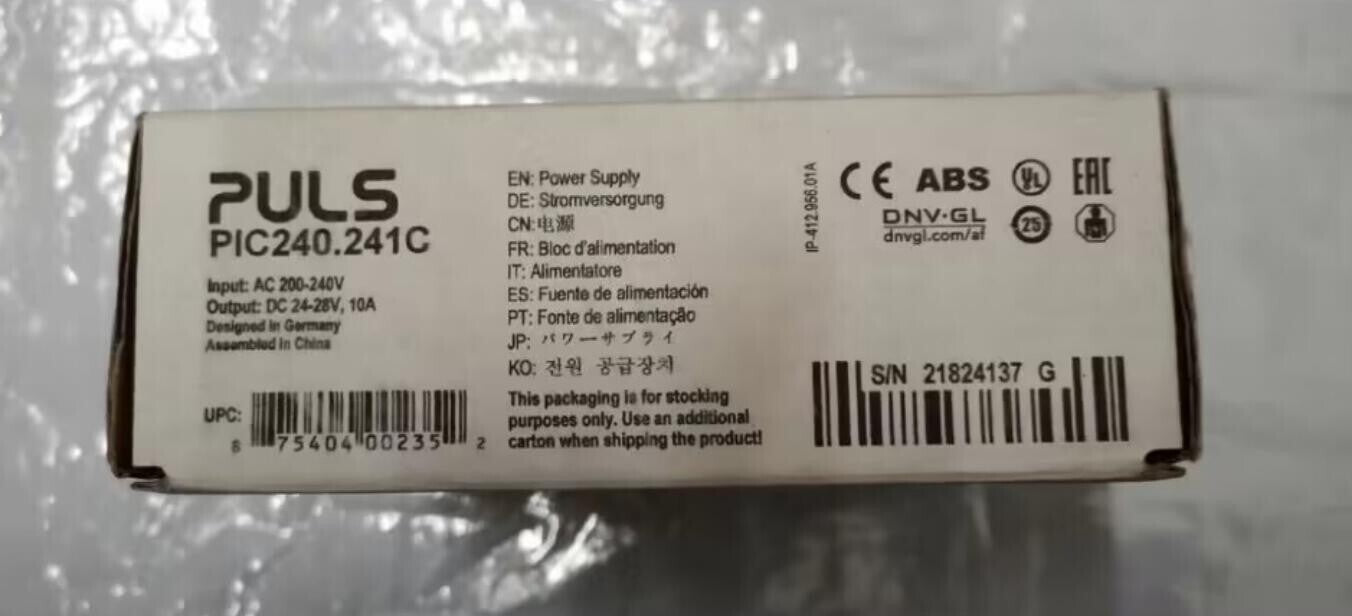 PULS
PIC240.241C
Input: AC 200-240V
Output: DC 24-28V, 10A
Designed in Germany
Assembled in China
UPC:
8 75404 00235 2
EN: Power Supply
DE: Stromversorgung
CN:电源
FR: Bloc d'alimentation
IT: Alimentatore
ES: Fuente de alimentación
PT: Fonte de alimentação
JP: パワーサプライ
KO: 전원 공급장치
This packaging is for stocking
purposes only. Use an additional
carton when shipping the product!
IP-412.956.01A
CE ABS UL EAC
DNV·GL
dnvgl.com/af
25
S/N 21824137 G